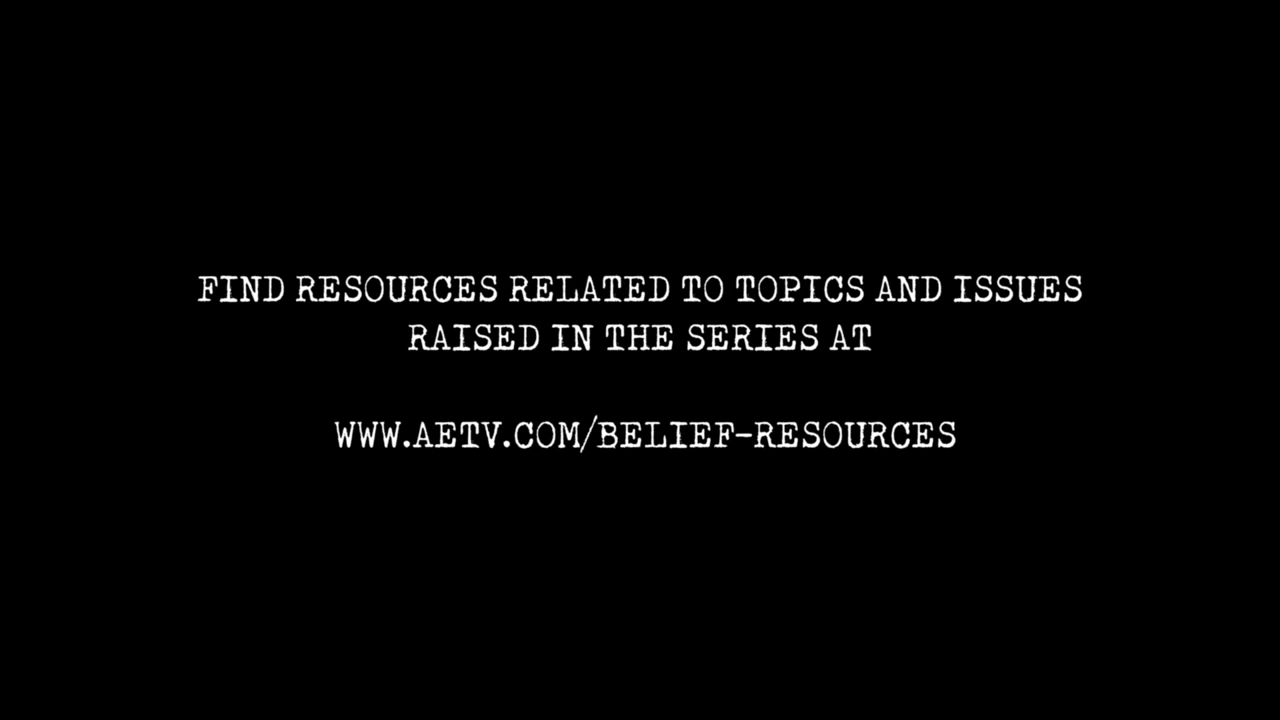 FIND RESOURCES RELATED TO TOPICS AND ISSUES
RAISED IN THE SERIES AT
WWW.AETV.COM/BELIEF-RESOURCES